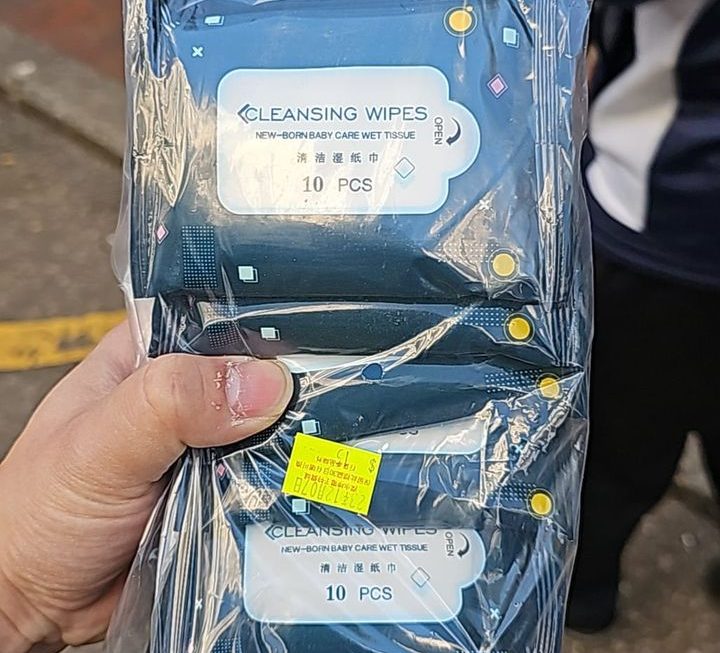 CLEANSING WIPES
NEW-BORN BABY CARE WET TISSUE
OPEN
清洁湿纸巾
10 PCS
$
15
CLEANSING WIPES
NEW-BORN BABY CARE WET TISSUE
OPEN
清洁湿纸巾
10 PCS